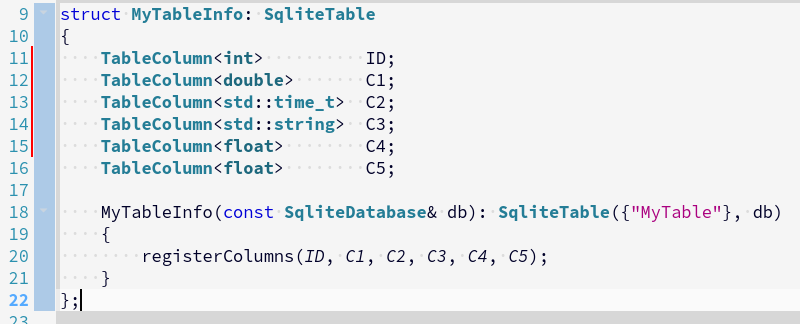 9 struct MyTableInfo: SqliteTable
10 {
11 TableColumn<int> ID;
12 TableColumn<double> C1;
13 TableColumn<std::time_t> C2;
14 TableColumn<std::string> C3;
15 TableColumn<float> C4;
16 TableColumn<float> C5;
17
18 MyTableInfo(const SqliteDatabase& db): SqliteTable({"MyTable"}, db)
19 {
20 registerColumns(ID, C1, C2, C3, C4, C5);
21 }
22 };
23